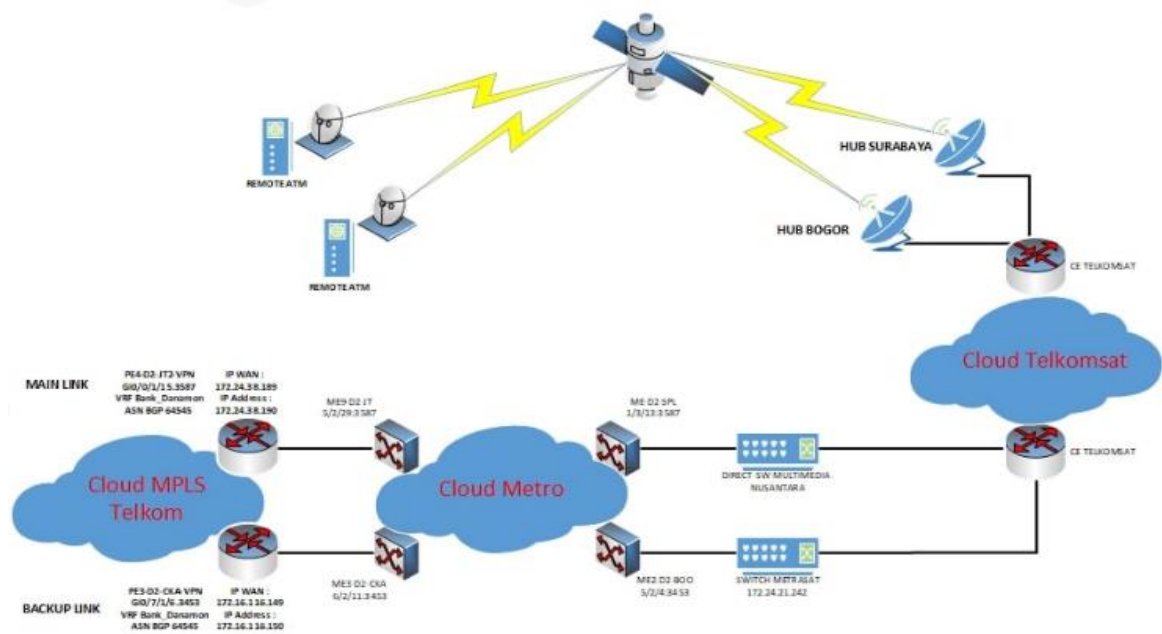 HUB SURABAYA
REMOTE ATM
HUB BOGOR
CE TELKOMSAT
REMOTE ATM
Cloud Telkomsat
MAIN LINK
PE4-D2-JT2-VPN
GI0/0/1/15.3587
VRF Bank_Danamon
ASN BGP 64545
IP WAN :
172.24.38.189
IP Address :
172.24.38.190
ME9-D2-JT
5/2/29:3587
ME-D2-SPL
1/3/13:3587
CE TELKOMSAT
Cloud MPLS
Telkom
Cloud Metro
DIRECT SW MULTIMEDIA
NUSANTARA
ME3-D2-CKA
6/2/11:3453
ME2-D2-BOO
5/2/4:3453
SWITCH METRASAT
172.24.21.242
BACKUP LINK
PE3-D2-CKA-VPN
GI0/7/1/6.3453
VRF Bank_Danamon
ASN BGP 64545
IP WAN :
172.16.116.149
IP Address :
172.16.116.150